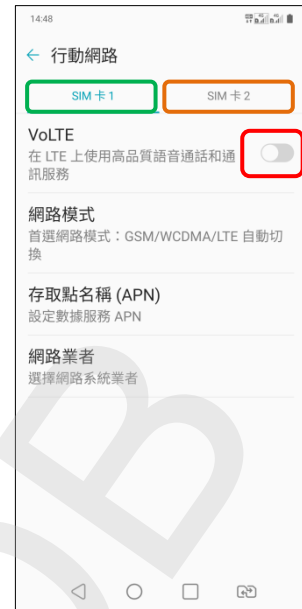 14:48
行動網路
SIM 卡 1
SIM 卡 2
VoLTE
在 LTE 上使用高品質語音通話和通
訊服務
網路模式
首選網路模式：GSM/WCDMA/LTE 自動切
換
存取點名稱 (APN)
設定數據服務 APN
網路業者
選擇網路系統業者